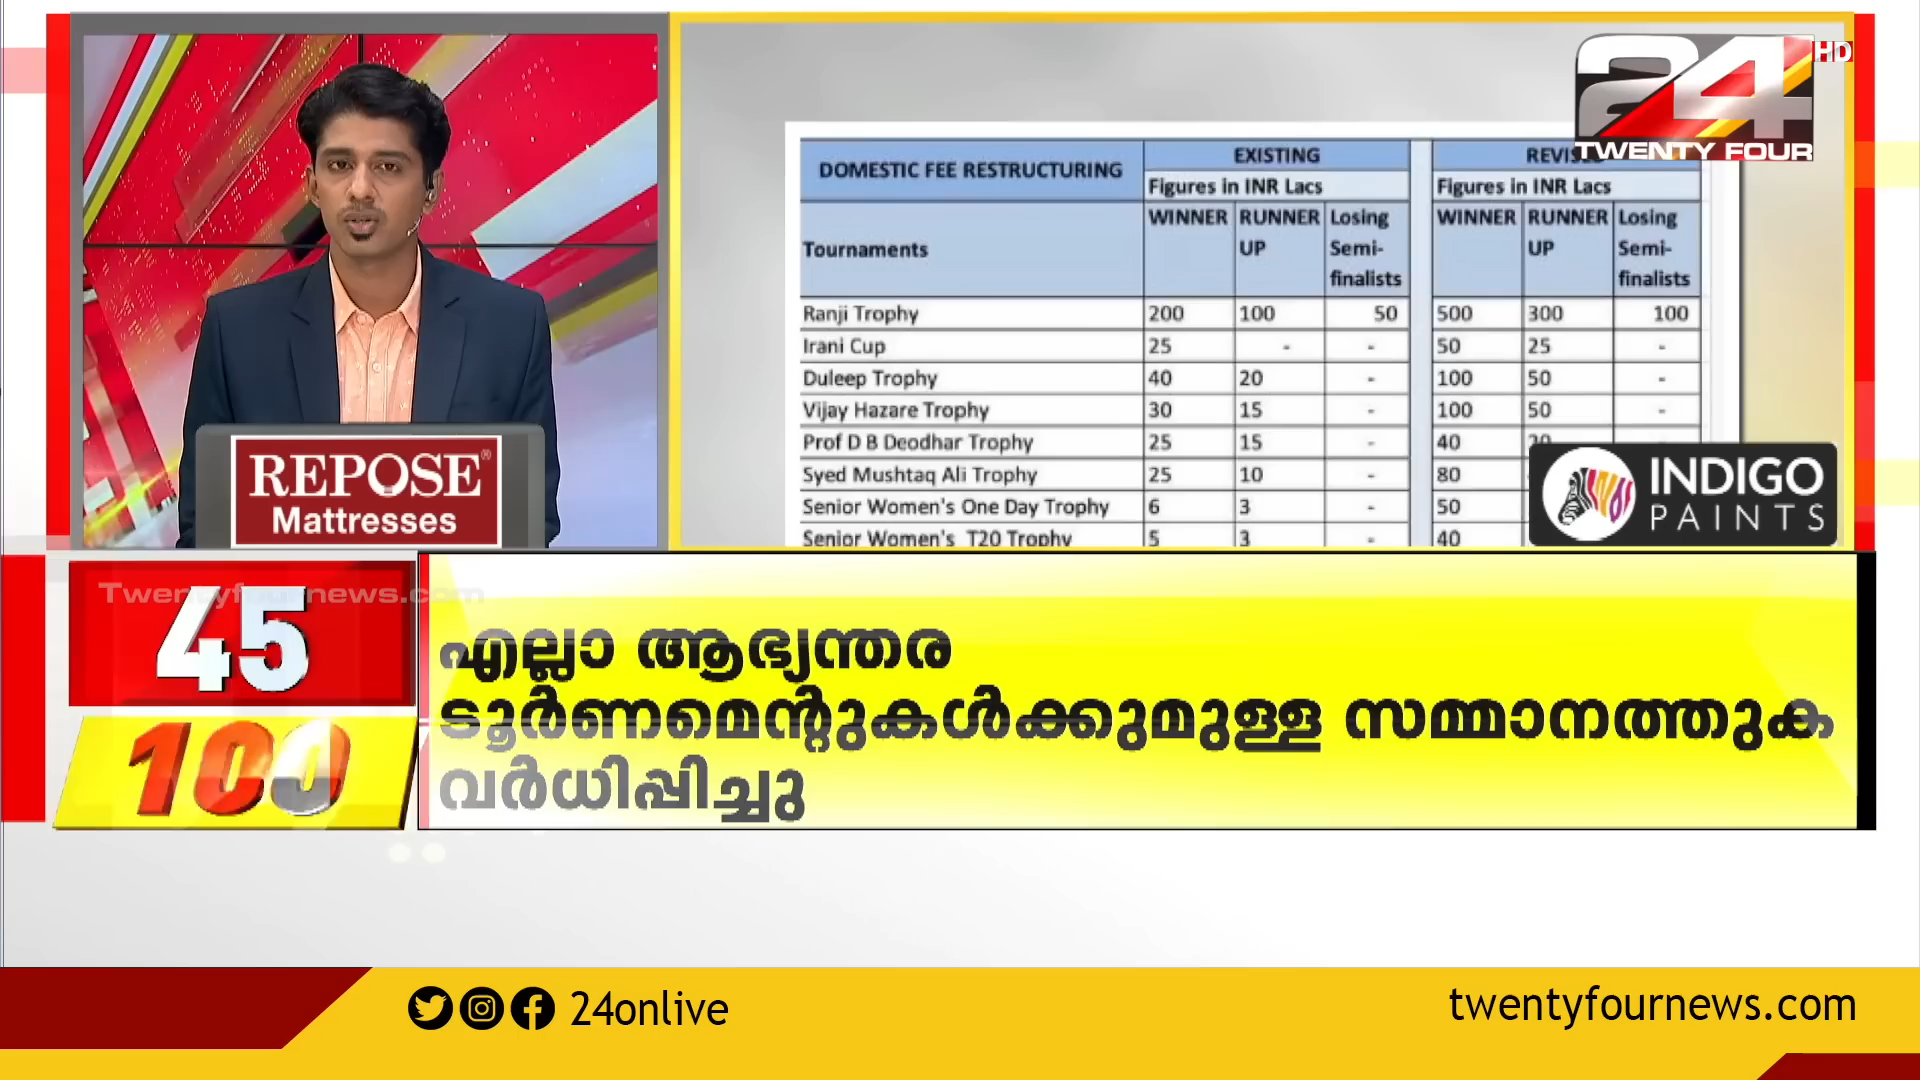 24 HD
TWENTY FOUR
DOMESTIC FEE RESTRUCTURING EXISTING
Figures in INR Lacs Figures in INR Lacs
Tournaments WINNER RUNNER UP Losing Semi-finalists WINNER RUNNER UP Losing Semi-finalists
Ranji Trophy 200 100 50 500 300 100
Irani Cup 25 - - 50 25 -
Duleep Trophy 40 20 - 100 50 -
Vijay Hazare Trophy 30 15 - 100 50 -
Prof D B Deodhar Trophy 25 15 - 40
Syed Mushtaq Ali Trophy 25 10 - 80
Senior Women's One Day Trophy 6 3 - 50
Senior Women's T20 Trophy 5 3 - 40
REPOSE®
Mattresses
INDIGO
PAINTS
Twentyfournews.com
45
100
എല്ലാ ആഭ്യന്തര
ടൂർണമെന്റുകൾക്കുമുള്ള സമ്മാനത്തുക
വർധിപ്പിച്ചു
24onlive
twentyfournews.com